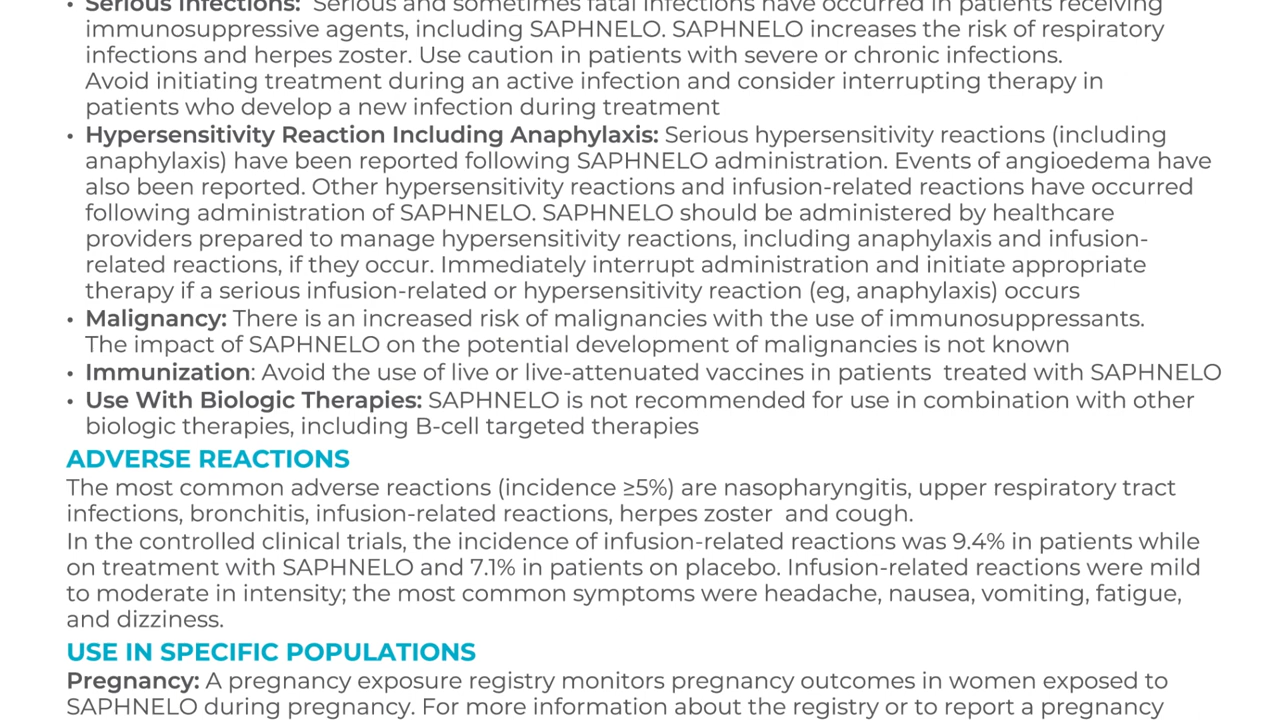 • Serious Infections:  Serious and sometimes fatal infections have occurred in patients receiving
immunosuppressive agents, including SAPHNELO. SAPHNELO increases the risk of respiratory
infections and herpes zoster. Use caution in patients with severe or chronic infections.
Avoid initiating treatment during an active infection and consider interrupting therapy in
patients who develop a new infection during treatment
• Hypersensitivity Reaction Including Anaphylaxis: Serious hypersensitivity reactions (including
anaphylaxis) have been reported following SAPHNELO administration. Events of angioedema have
also been reported. Other hypersensitivity reactions and infusion-related reactions have occurred
following administration of SAPHNELO. SAPHNELO should be administered by healthcare
providers prepared to manage hypersensitivity reactions, including anaphylaxis and infusion-
related reactions, if they occur. Immediately interrupt administration and initiate appropriate
therapy if a serious infusion-related or hypersensitivity reaction (eg, anaphylaxis) occurs
• Malignancy: There is an increased risk of malignancies with the use of immunosuppressants.
The impact of SAPHNELO on the potential development of malignancies is not known
• Immunization: Avoid the use of live or live-attenuated vaccines in patients  treated with SAPHNELO
• Use With Biologic Therapies: SAPHNELO is not recommended for use in combination with other
biologic therapies, including B-cell targeted therapies
ADVERSE REACTIONS
The most common adverse reactions (incidence ≥5%) are nasopharyngitis, upper respiratory tract
infections, bronchitis, infusion-related reactions, herpes zoster  and cough.
In the controlled clinical trials, the incidence of infusion-related reactions was 9.4% in patients while
on treatment with SAPHNELO and 7.1% in patients on placebo. Infusion-related reactions were mild
to moderate in intensity; the most common symptoms were headache, nausea, vomiting, fatigue,
and dizziness.
USE IN SPECIFIC POPULATIONS
Pregnancy: A pregnancy exposure registry monitors pregnancy outcomes in women exposed to
SAPHNELO during pregnancy. For more information about the registry or to report a pregnancy